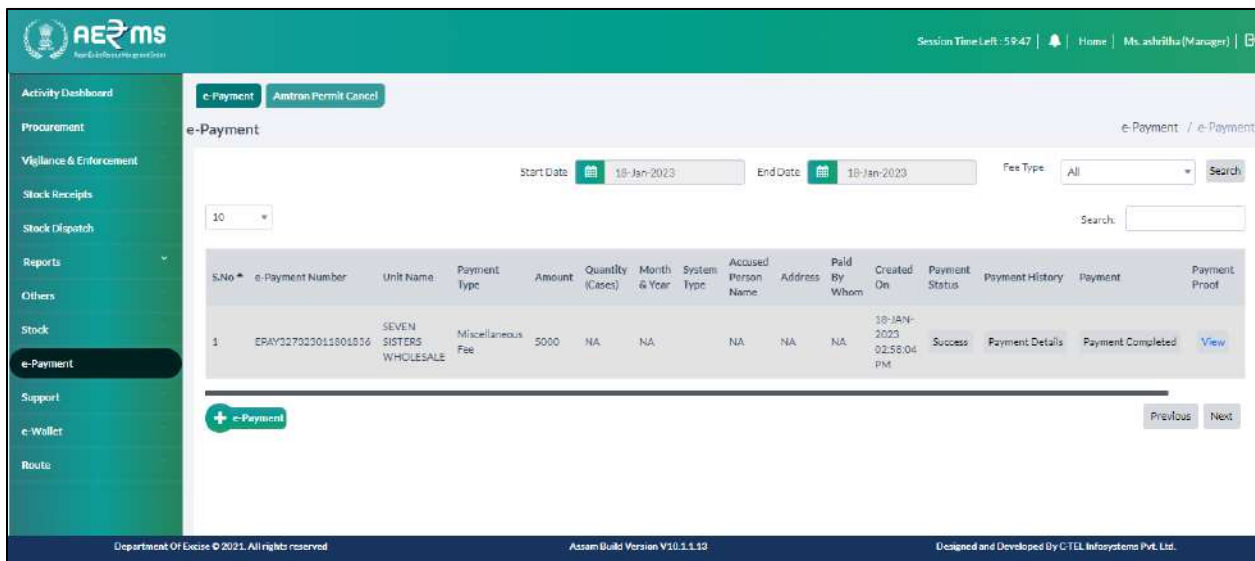 AERMS
Session Time Left : 59:47 | Home | Ms. ashritha (Manager) |
Activity Dashboard
Procurement
Vigilance & Enforcement
Stock Receipts
Stock Dispatch
Reports
Others
Stock
e-Payment
Support
e-Wallet
Route
e-Payment Amtron Permit Cancel
e-Payment e-Payment / e-Payment
Start Date 18-Jan-2023 End Date 18-Jan-2023 Fee Type All Search
10 Search:
S.No e-Payment Number Unit Name Payment Type Amount Quantity (Cases) Month & Year System Type Accused Person Name Address Paid By Whom Created On Payment Status Payment History Payment Payment Proof
1 EPAY327323011801836 SEVEN SISTERS WHOLESALE Miscellaneous Fee 5000 NA NA NA NA NA 18-JAN-2023 02:58:04 PM Success Payment Details Payment Completed View
e-Payment Previous Next
Department Of Excise © 2021. All rights reserved Assam Build Version V10.1.1.13 Designed and Developed By C-TEL Infosystems Pvt. Ltd.